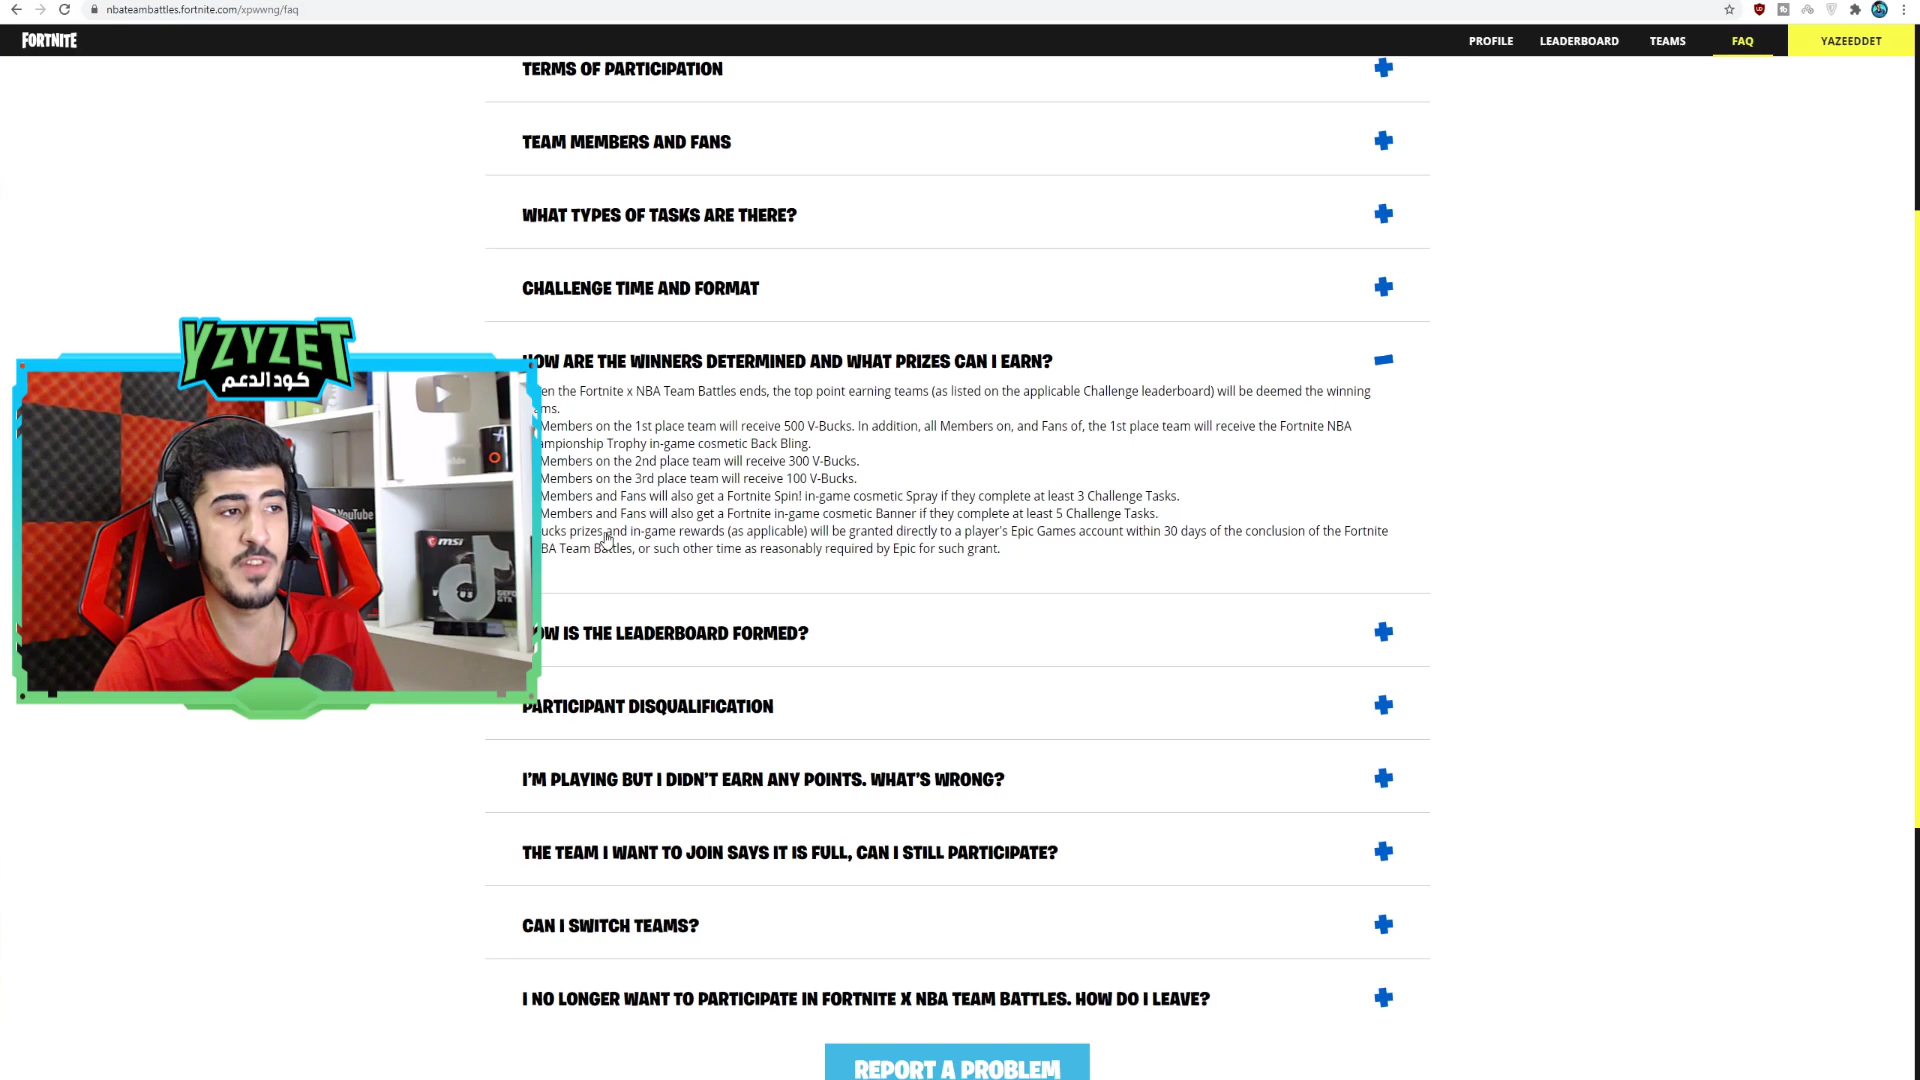 nbateambattles.fortnite.com/xpwwng/faq
FORTNITE
PROFILE
LEADERBOARD
TEAMS
FAQ
YAZEEDDET
TERMS OF PARTICIPATION
TEAM MEMBERS AND FANS
WHAT TYPES OF TASKS ARE THERE?
CHALLENGE TIME AND FORMAT
HOW ARE THE WINNERS DETERMINED AND WHAT PRIZES CAN I EARN?
the Fortnite x NBA Team Battles ends, the top point earning teams (as listed on the applicable Challenge leaderboard) will be deemed the winning
Members on the 1st place team will receive 500 V-Bucks. In addition, all Members on, and Fans of, the 1st place team will receive the Fortnite NBA
Trophy in-game cosmetic Back Bling.
Members on the 2nd place team will receive 300 V-Bucks.
Members on the 3rd place team will receive 100 V-Bucks.
Members and Fans will also get a Fortnite Spin! in-game cosmetic Spray if they complete at least 3 Challenge Tasks.
Members and Fans will also get a Fortnite in-game cosmetic Banner if they complete at least 5 Challenge Tasks.
prizes and in-game rewards (as applicable) will be granted directly to a player's Epic Games account within 30 days of the conclusion of the Fortnite
Team Battles, or such other time as reasonably required by Epic for such grant.
IS THE LEADERBOARD FORMED?
PARTICIPANT DISQUALIFICATION
I'M PLAYING BUT I DIDN'T EARN ANY POINTS. WHAT'S WRONG?
THE TEAM I WANT TO JOIN SAYS IT IS FULL, CAN I STILL PARTICIPATE?
CAN I SWITCH TEAMS?
I NO LONGER WANT TO PARTICIPATE IN FORTNITE X NBA TEAM BATTLES. HOW DO I LEAVE?
REPORT A PROBLEM
YZYZET
كود الدعم
YouTube
msi